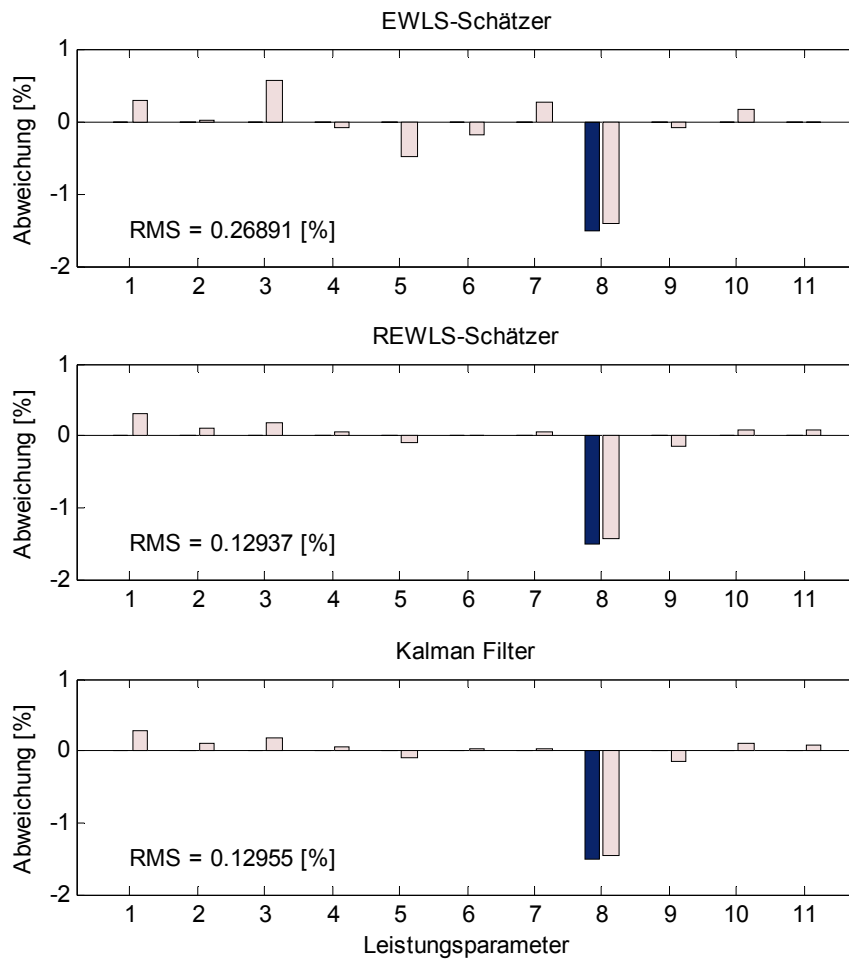 EWLS-Schätzer
Abweichung [%]
1
0
-1
-2
RMS = 0.26891 [%]
1 2 3 4 5 6 7 8 9 10 11
REWLS-Schätzer
Abweichung [%]
1
0
-1
-2
RMS = 0.12937 [%]
1 2 3 4 5 6 7 8 9 10 11
Kalman Filter
Abweichung [%]
1
0
-1
-2
RMS = 0.12955 [%]
1 2 3 4 5 6 7 8 9 10 11
Leistungsparameter